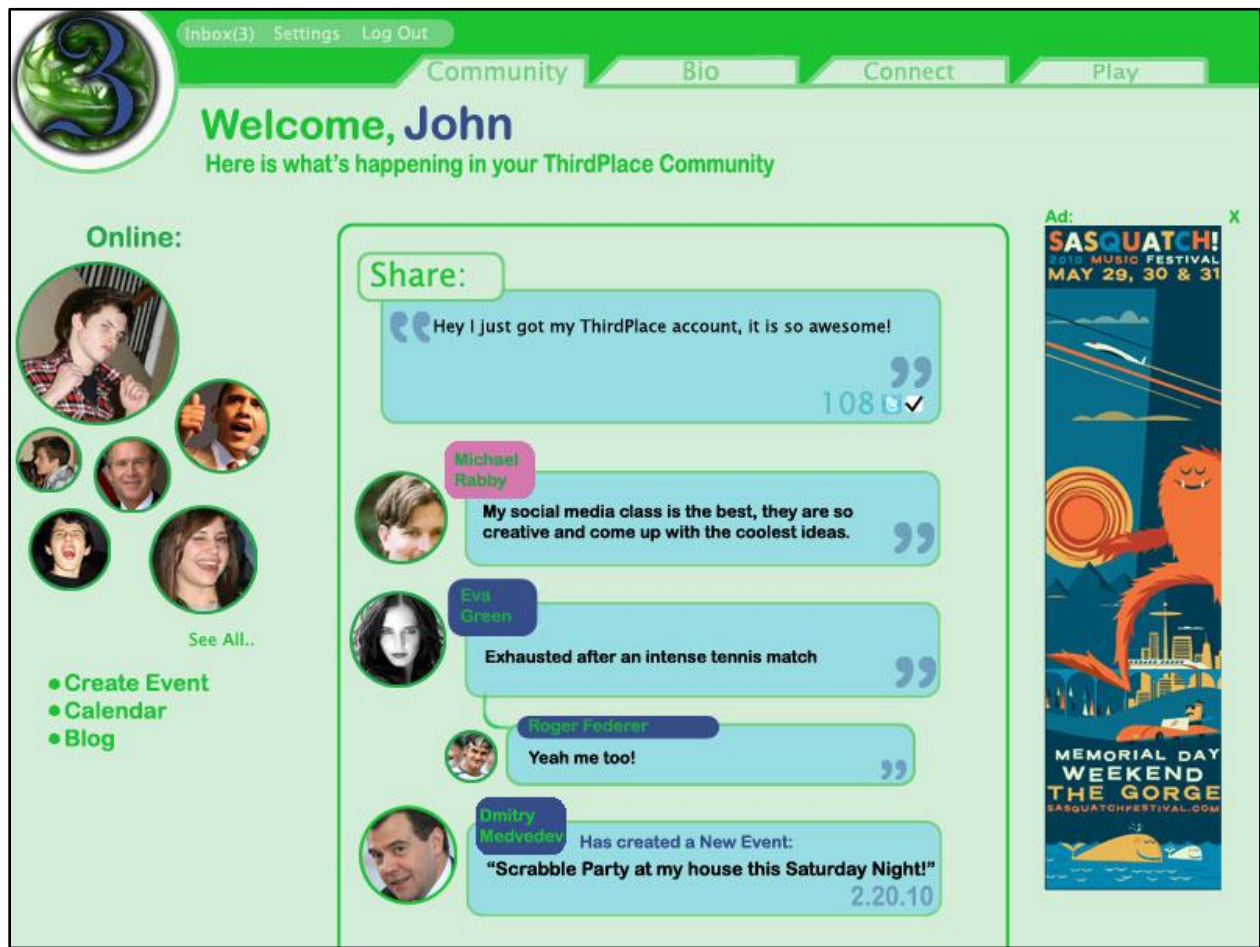 3
Inbox(3) Settings Log Out
Community Bio Connect Play
Welcome, John
Here is what's happening in your ThirdPlace Community
Online:
See All..
• Create Event
• Calendar
• Blog
Share:
Hey I just got my ThirdPlace account, it is so awesome!
108
Michael
Rabby
My social media class is the best, they are so
creative and come up with the coolest ideas.
Eva
Green
Exhausted after an intense tennis match
Roger Federer
Yeah me too!
Dmitry
Medvedev
Has created a New Event:
“Scrabble Party at my house this Saturday Night!”
2.20.10
Ad: X
SASQUATCH!
2010 MUSIC FESTIVAL
MAY 29, 30 & 31
MEMORIAL DAY
WEEKEND
THE GORGE
SASQUATCHFESTIVAL.COM